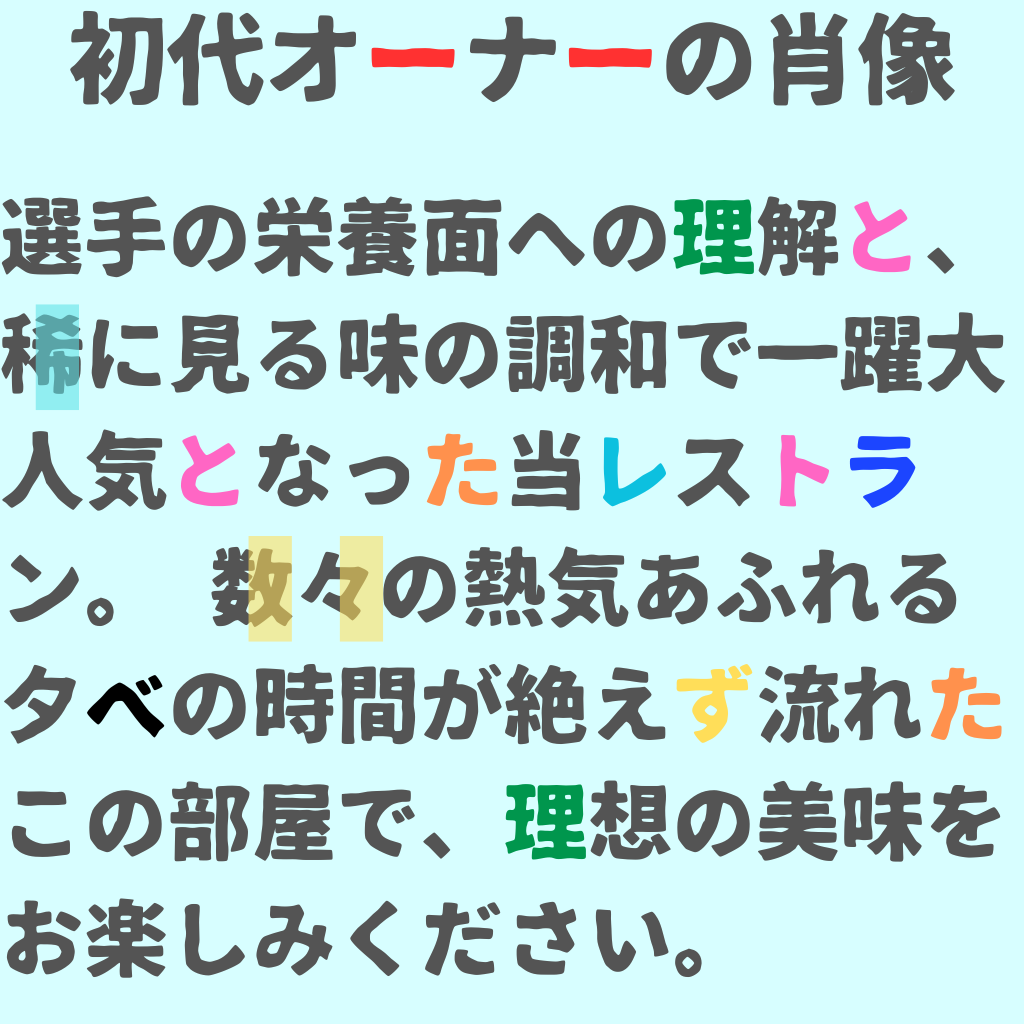 初代オーナーの肖像
選手の栄養面への理解と、
稀に見る味の調和で一躍大
人気となった当レストラ
ン。　数々の熱気あふれる
夕べの時間が絶えず流れた
この部屋で、理想の美味を
お楽しみください。